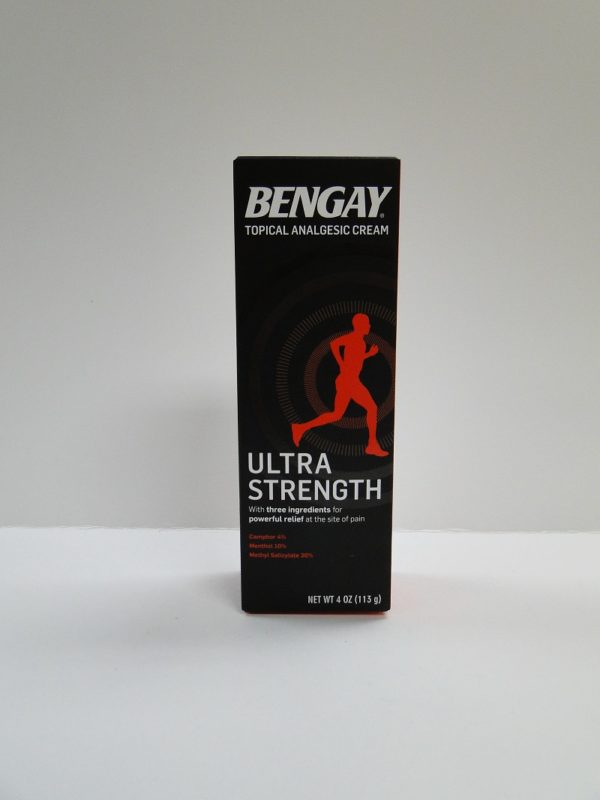 BENGAY®
TOPICAL ANALGESIC CREAM
ULTRA
STRENGTH
With three ingredients for
powerful relief at the site of pain
Camphor 4%
Menthol 10%
Methyl Salicylate 30%
NET WT 4 OZ (113 g)